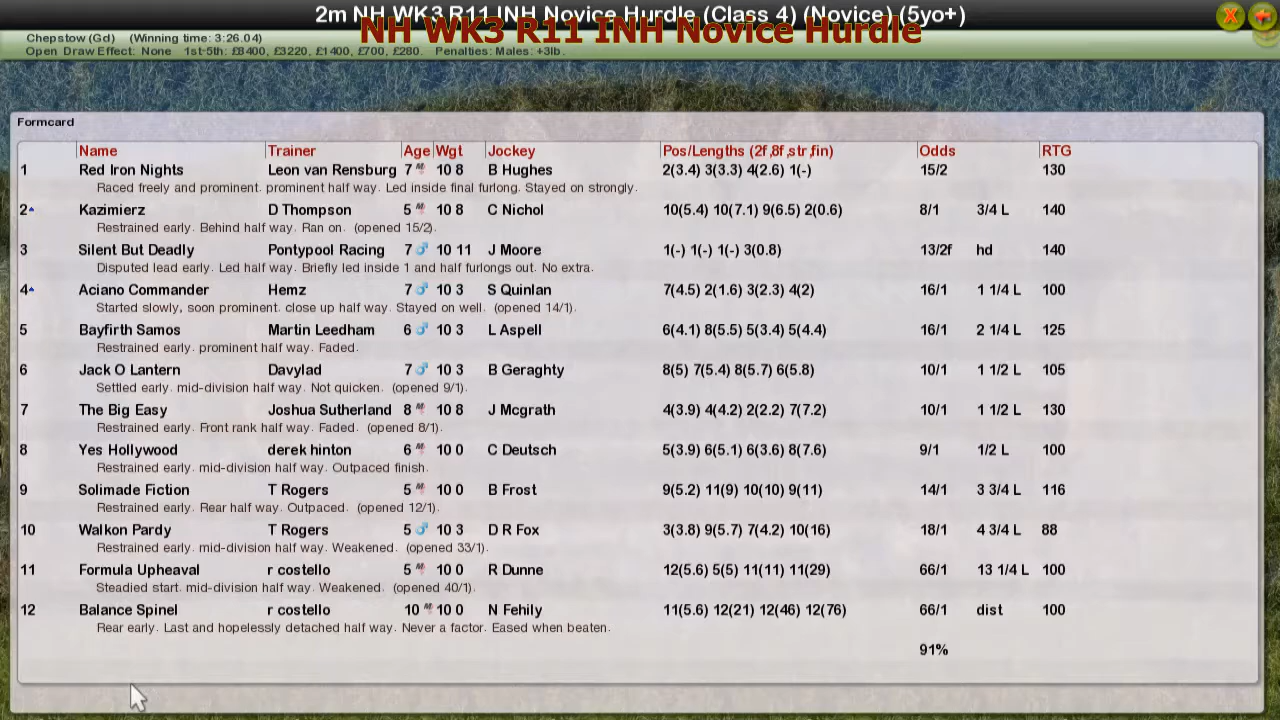 2m NH WK3 R11 INH Novice Hurdle (Class 4) (Novice) (5yo+)
NH WK3 R11 INH Novice Hurdle
Chepstow (Gd) (Winning time: 3:26.04)
Open Draw Effect: None 1st-5th: £8400, £3220, £1400, £700, £280. Penalties: Males: +3lb.
Formcard
Name Trainer Age Wgt Jockey Pos/Lengths (2f,8f,str,fin) Odds RTG
1 Red Iron Nights Leon van Rensburg 7 10 8 B Hughes 2(3.4) 3(3.3) 4(2.6) 1(-) 15/2 130
Raced freely and prominent. prominent half way. Led inside final furlong. Stayed on strongly.
2 Kazimierz D Thompson 5 10 8 C Nichol 10(5.4) 10(7.1) 9(6.5) 2(0.6) 8/1 3/4 L 140
Restrained early. Behind half way. Ran on. (opened 15/2).
3 Silent But Deadly Pontypool Racing 7 10 11 J Moore 1(-) 1(-) 1(-) 3(0.8) 13/2f hd 140
Disputed lead early. Led half way. Briefly led inside 1 and half furlongs out. No extra.
4 Aciano Commander Hemz 7 10 3 S Quinlan 7(4.5) 2(1.6) 3(2.3) 4(2) 16/1 1 1/4 L 100
Started slowly, soon prominent. close up half way. Stayed on well. (opened 14/1).
5 Bayfirth Samos Martin Leedham 6 10 3 L Aspell 6(4.1) 8(5.5) 5(3.4) 5(4.4) 16/1 2 1/4 L 125
Restrained early. prominent half way. Faded.
6 Jack O Lantern Davylad 7 10 3 B Geraghty 8(5) 7(5.4) 8(5.7) 6(5.8) 10/1 1 1/2 L 105
Settled early. mid-division half way. Not quicken. (opened 9/1).
7 The Big Easy Joshua Sutherland 8 10 8 J Mcgrath 4(3.9) 4(4.2) 2(2.2) 7(7.2) 10/1 1 1/2 L 130
Restrained early. Front rank half way. Faded. (opened 8/1).
8 Yes Hollywood derek hinton 6 10 0 C Deutsch 5(3.9) 6(5.1) 6(3.6) 8(7.6) 9/1 1/2 L 100
Restrained early. mid-division half way. Outpaced finish.
9 Solimade Fiction T Rogers 5 10 0 B Frost 9(5.2) 11(9) 10(10) 9(11) 14/1 3 3/4 L 116
Restrained early. Rear half way. Outpaced. (opened 12/1).
10 Walkon Pardy T Rogers 5 10 3 D R Fox 3(3.8) 9(5.7) 7(4.2) 10(16) 18/1 4 3/4 L 88
Restrained early. mid-division half way. Weakened. (opened 33/1).
11 Formula Upheaval r costello 5 10 0 R Dunne 12(5.6) 5(5) 11(11) 11(29) 66/1 13 1/4 L 100
Steadied start. mid-division half way. Weakened. (opened 40/1).
12 Balance Spinel r costello 10 10 0 N Fehily 11(5.6) 12(21) 12(46) 12(76) 66/1 dist 100
Rear early. Last and hopelessly detached half way. Never a factor. Eased when beaten.
91%